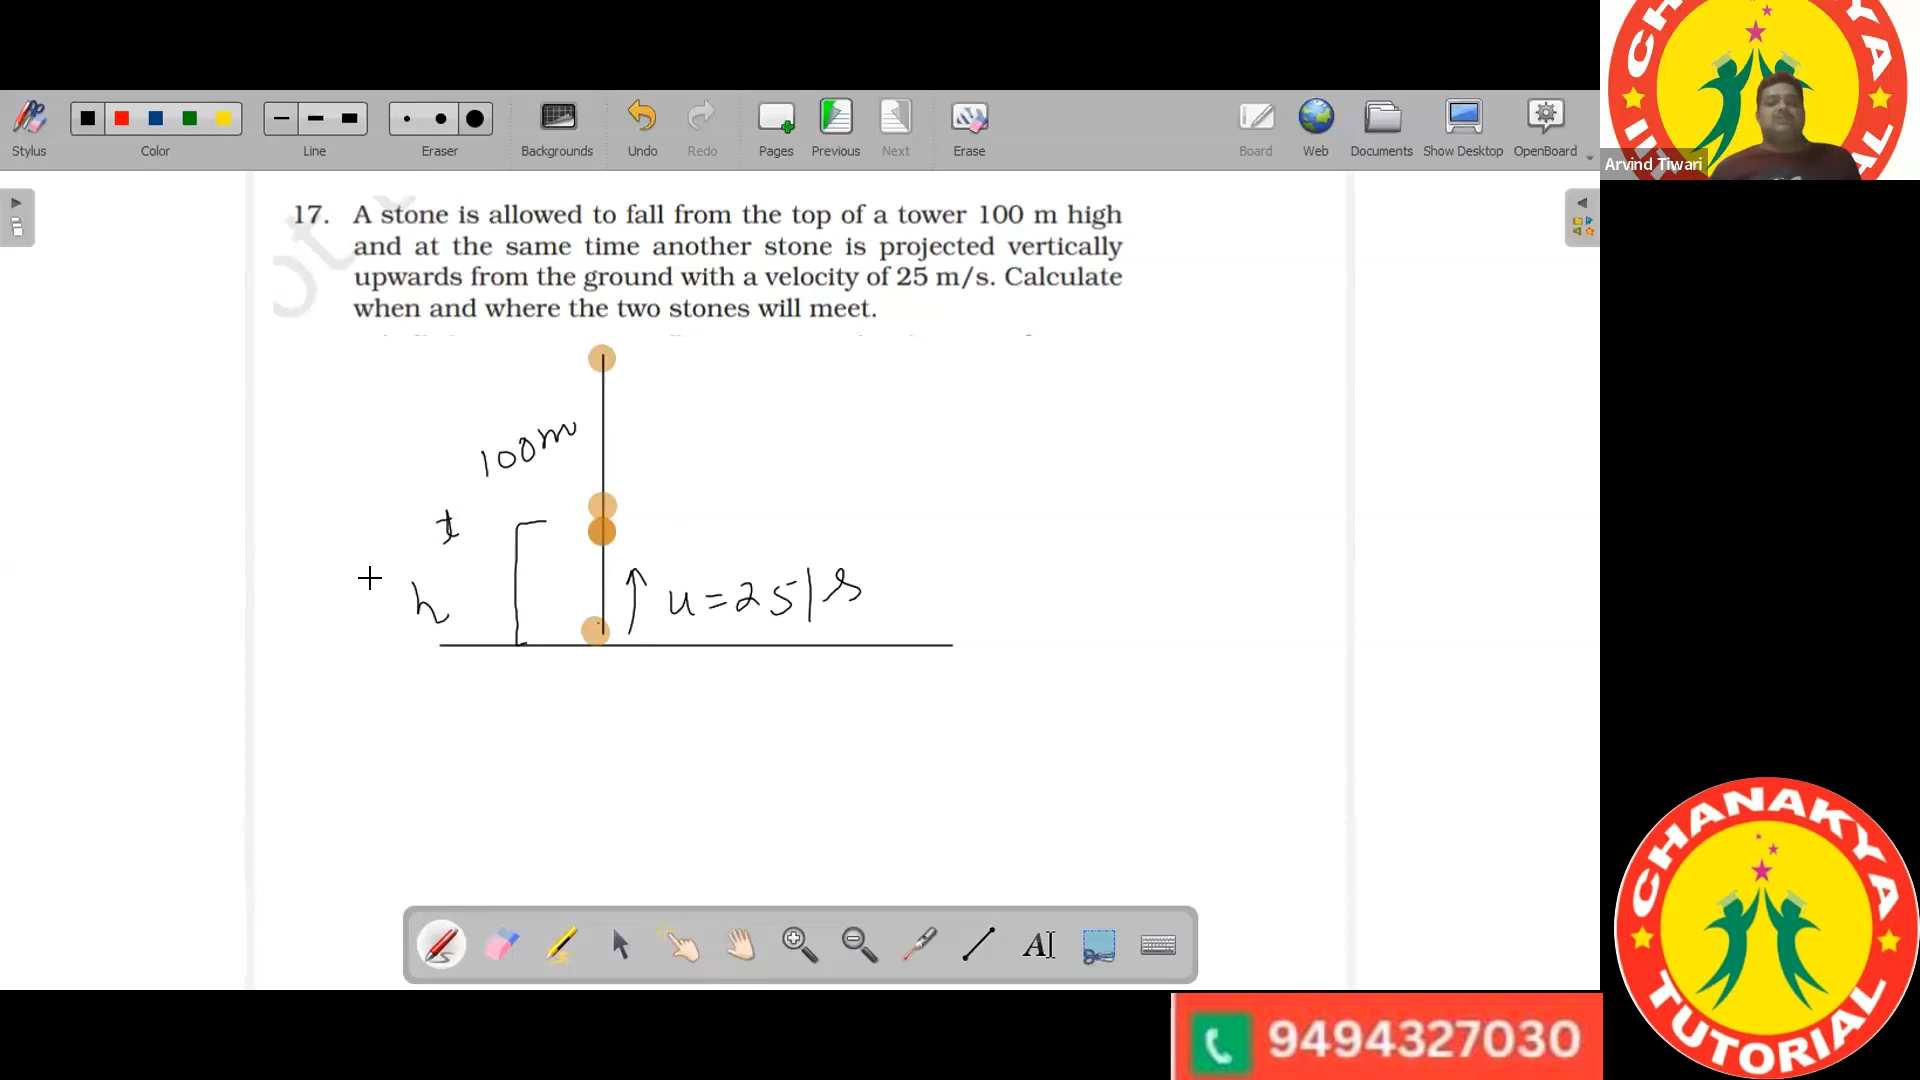 CHANAKYA TUTORIAL
Stylus
Color
Line
Eraser
Backgrounds
Undo
Redo
Pages
Previous
Next
Erase
Board
Web
Documents
Show Desktop
OpenBoard
Arvind Tiwari
17. A stone is allowed to fall from the top of a tower 100 m high
and at the same time another stone is projected vertically
upwards from the ground with a velocity of 25 m/s. Calculate
when and where the two stones will meet.
100m
t
h
u=25/s
AI
CHANAKYA
TUTORIAL
9494327030